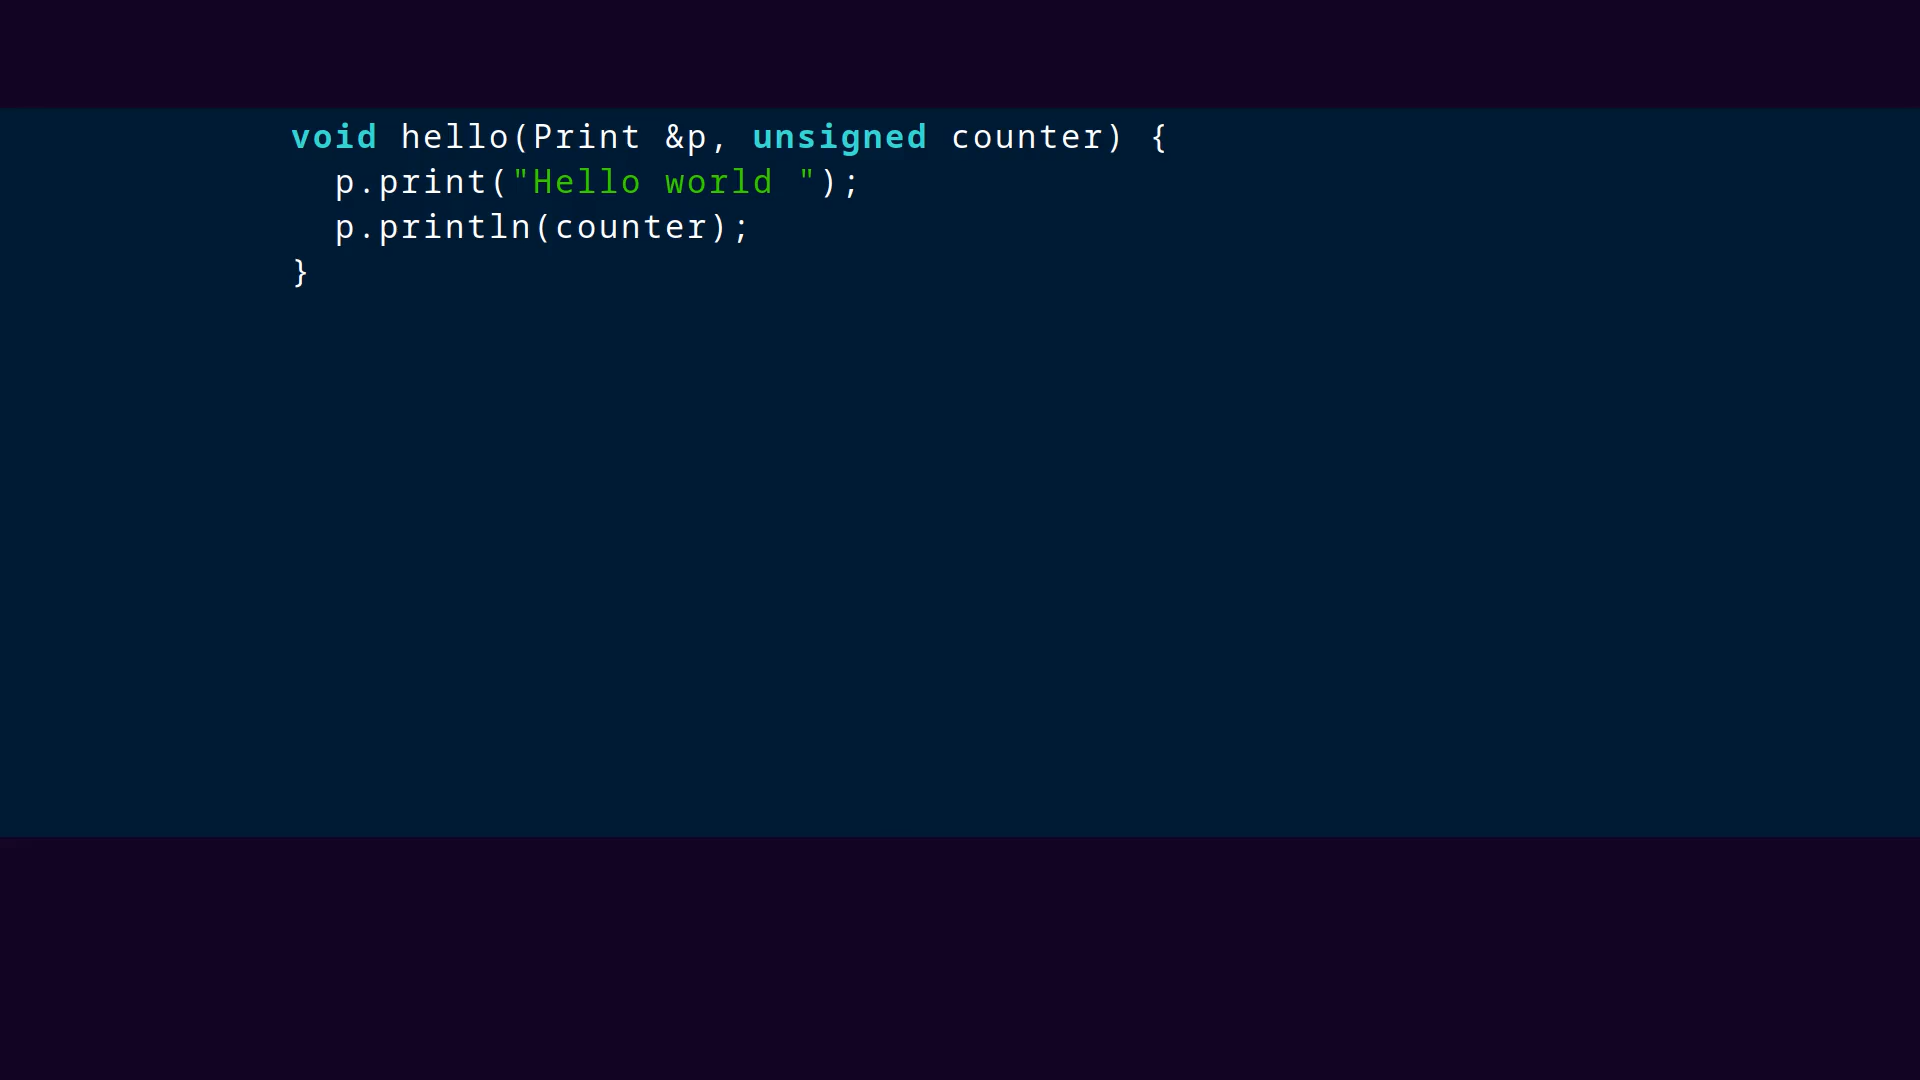 void hello(Print &p, unsigned counter) {
  p.print("Hello world ");
  p.println(counter);
}